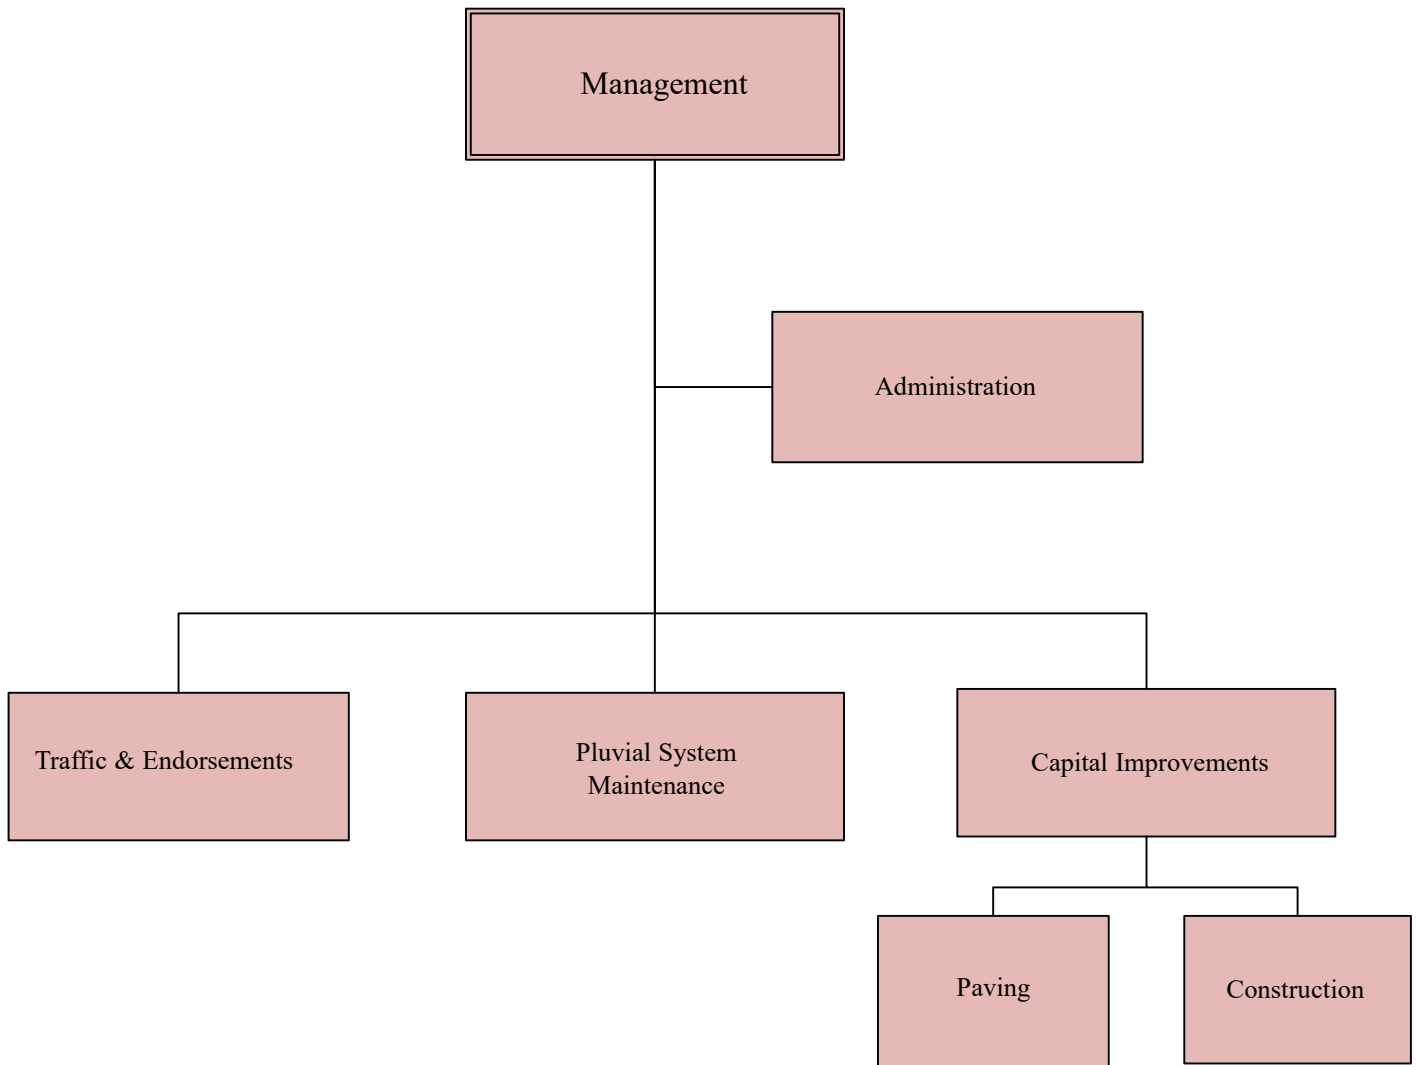 Management
Administration
Traffic & Endorsements
Pluvial System
Maintenance
Capital Improvements
Paving
Construction